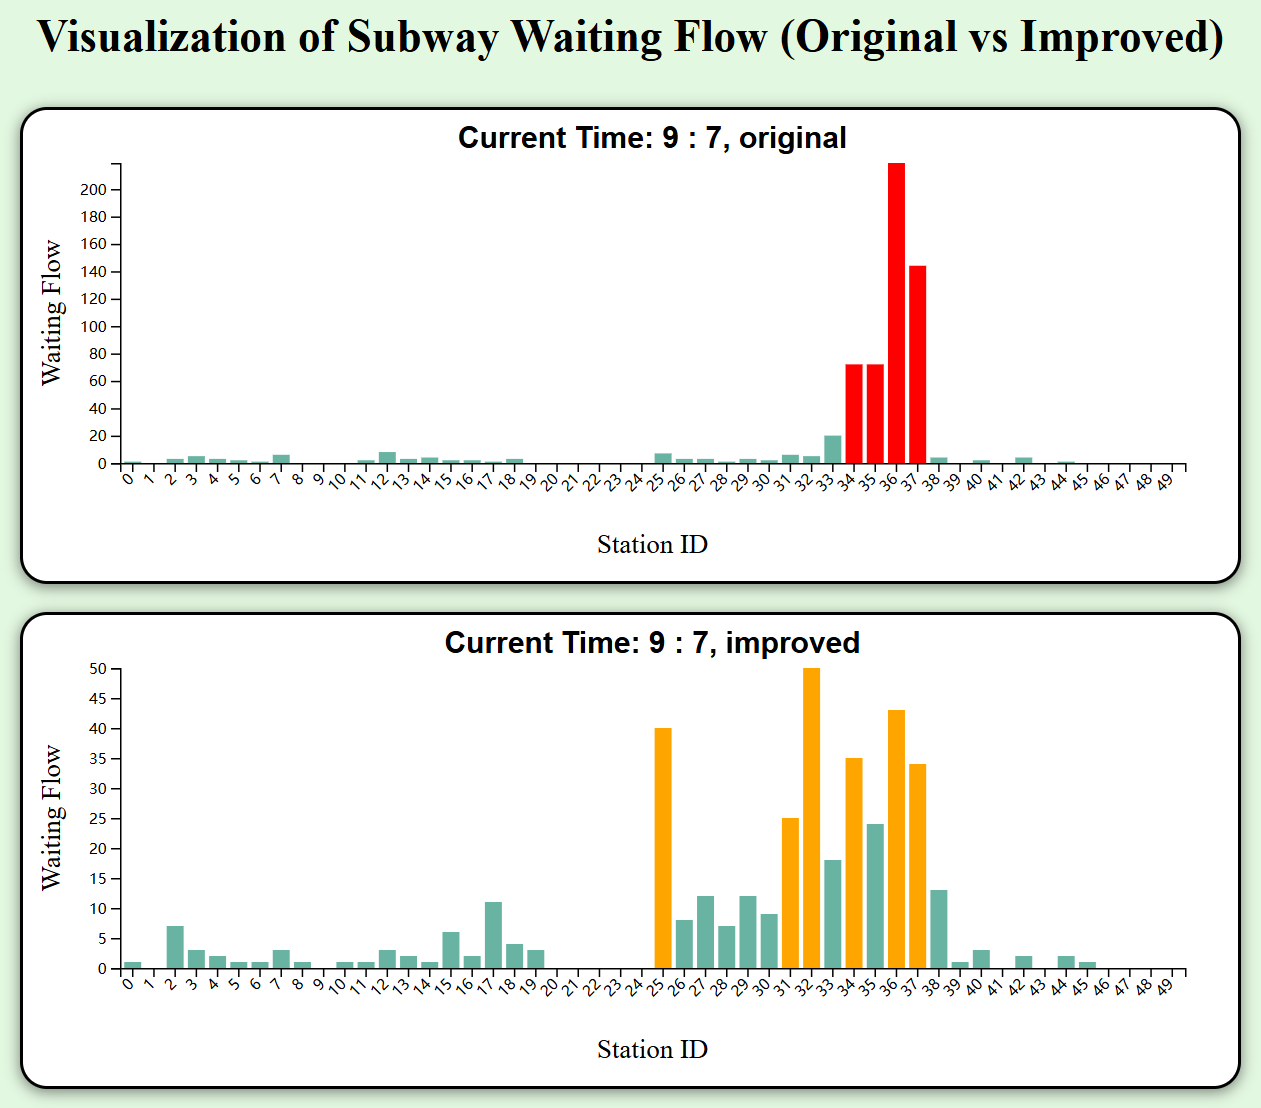 Visualization of Subway Waiting Flow (Original vs Improved)
Current Time: 9 : 7, original
200
180
160
140
120
100
80
60
40
20
0
Waiting Flow
0 1 2 3 4 5 6 7 8 9 10 11 12 13 14 15 16 17 18 19 20 21 22 23 24 25 26 27 28 29 30 31 32 33 34 35 36 37 38 39 40 41 42 43 44 45 46 47 48 49
Station ID
Current Time: 9 : 7, improved
50
45
40
35
30
25
20
15
10
5
0
Waiting Flow
0 1 2 3 4 5 6 7 8 9 10 11 12 13 14 15 16 17 18 19 20 21 22 23 24 25 26 27 28 29 30 31 32 33 34 35 36 37 38 39 40 41 42 43 44 45 46 47 48 49
Station ID